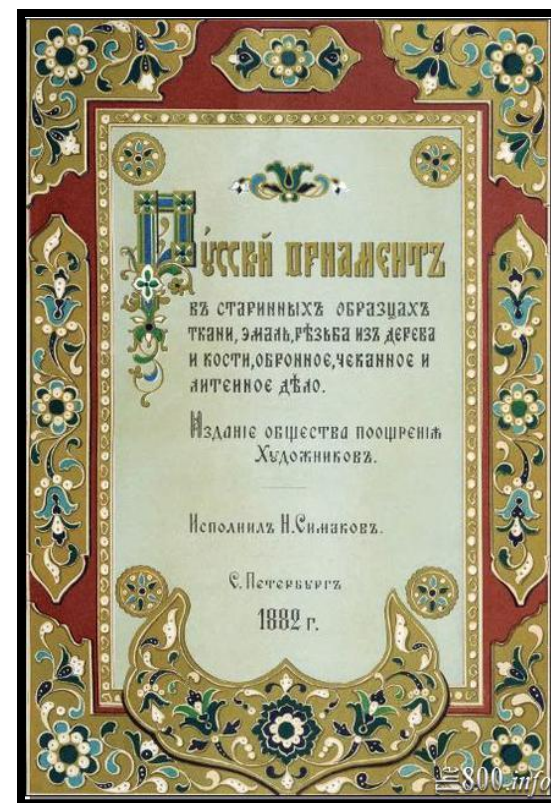 Русскій орнаментъ
въ старинныхъ образцахъ
ткани, эмаль, рѣзьба изъ дерева
и кости, обронное, чеканное и
литейное дѣло.
Изданіе общества поощренія
Художниковъ.
Исполнилъ Н. Симаковъ.
С. Петербургъ
1882 г.
800.info